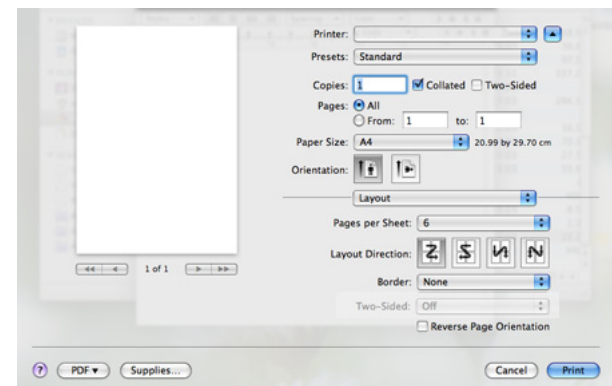 Printer:
Presets: Standard
Copies: 1 Collated Two-Sided
Pages: All
From: 1 to: 1
Paper Size: A4 20.99 by 29.70 cm
Orientation:
Layout
Pages per Sheet: 6
Layout Direction:
Border: None
Two-Sided: Off
Reverse Page Orientation
1 of 1
? PDF▼ Supplies... Cancel Print